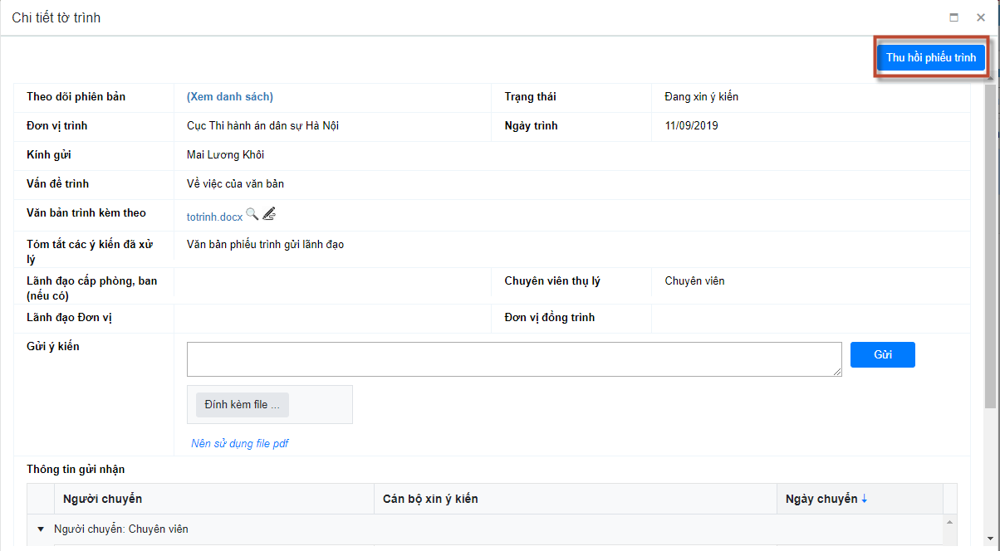 Chi tiết tờ trình
Thu hồi phiếu trình
Theo dõi phiên bản (Xem danh sách) Trạng thái Đang xin ý kiến
Đơn vị trình Cục Thi hành án dân sự Hà Nội Ngày trình 11/09/2019
Kính gửi Mai Lương Khôi
Vấn đề trình Về việc của văn bản
Văn bản trình kèm theo totrinh.docx
Tóm tắt các ý kiến đã xử Văn bản phiếu trình gửi lãnh đạo
lý
Lãnh đạo cấp phòng, ban Chuyên viên thụ lý Chuyên viên
(nếu có)
Lãnh đạo Đơn vị Đơn vị đồng trình
Gửi ý kiến Gửi
Đính kèm file ...
Nên sử dụng file pdf
Thông tin gửi nhận
Người chuyển Cán bộ xin ý kiến Ngày chuyển
Người chuyển: Chuyên viên